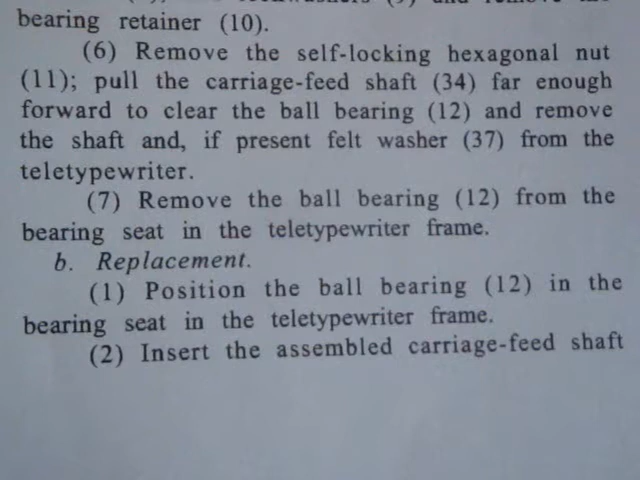 bearing retainer (10).
(6) Remove the self-locking hexagonal nut
(11); pull the carriage-feed shaft (34) far enough
forward to clear the ball bearing (12) and remove
the shaft and, if present felt washer (37) from the
teletypewriter.
(7) Remove the ball bearing (12) from the
bearing seat in the teletypewriter frame.
b. Replacement.
(1) Position the ball bearing (12) in the
bearing seat in the teletypewriter frame.
(2) Insert the assembled carriage-feed shaft